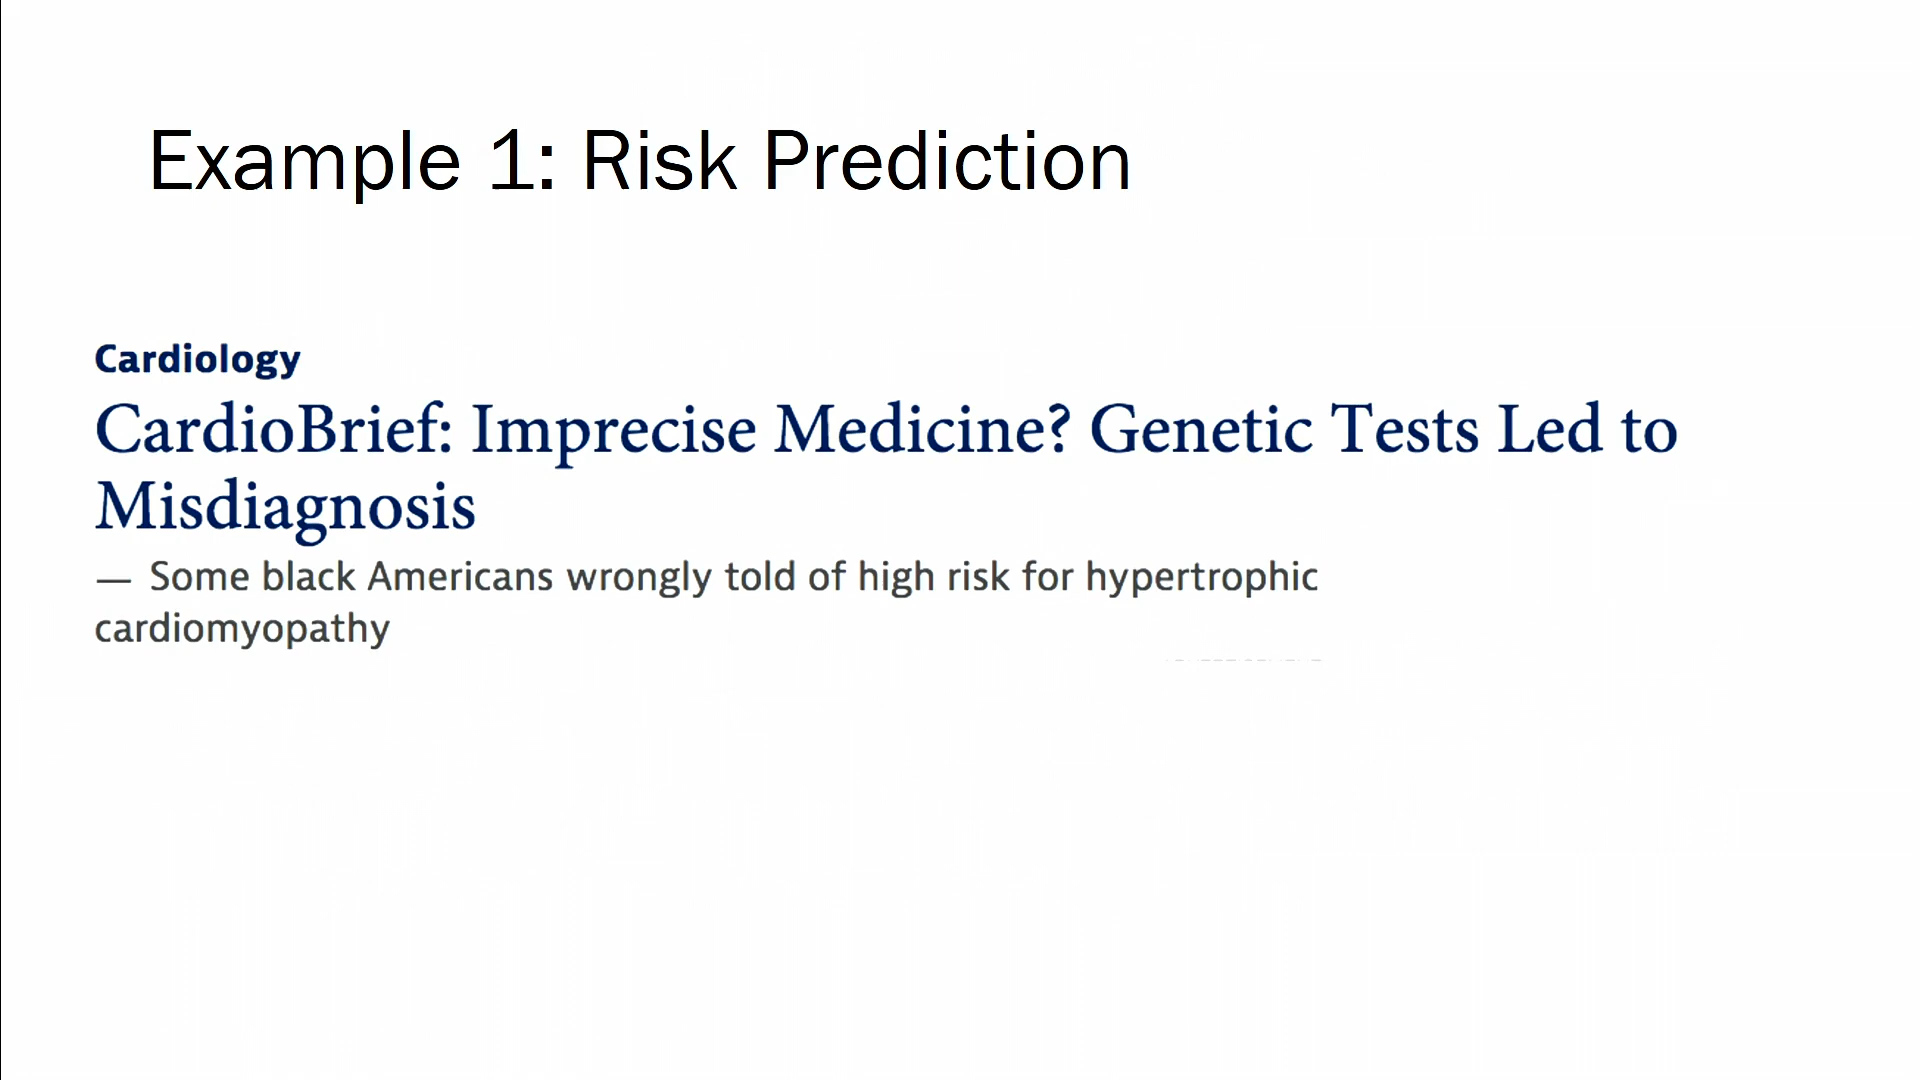 Example 1: Risk Prediction
Cardiology
CardioBrief: Imprecise Medicine? Genetic Tests Led to
Misdiagnosis
— Some black Americans wrongly told of high risk for hypertrophic
cardiomyopathy